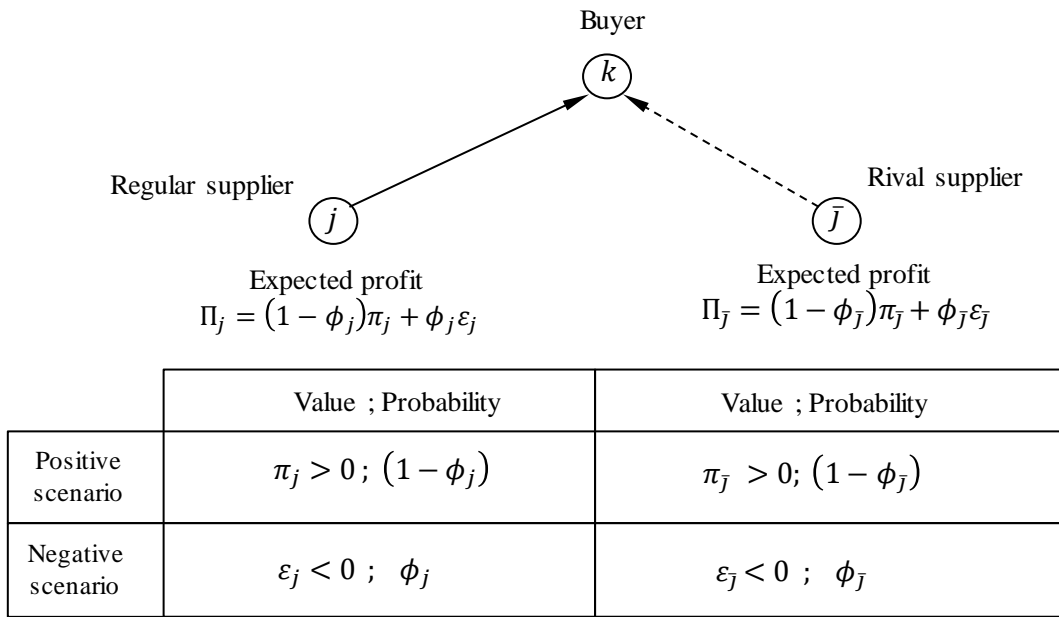 Buyer
k
Regular supplier
Rival supplier
j
j̄
Expected profit
Π_j = (1 − ϕ_j)π_j + ϕ_j ε_j
Expected profit
Π_j̄ = (1 − ϕ_j̄)π_j̄ + ϕ_j̄ ε_j̄
Value ; Probability
Value ; Probability
Positive
scenario
π_j > 0 ; (1 − ϕ_j)
π_j̄ > 0; (1 − ϕ_j̄)
Negative
scenario
ε_j < 0 ; ϕ_j
ε_j̄ < 0 ; ϕ_j̄